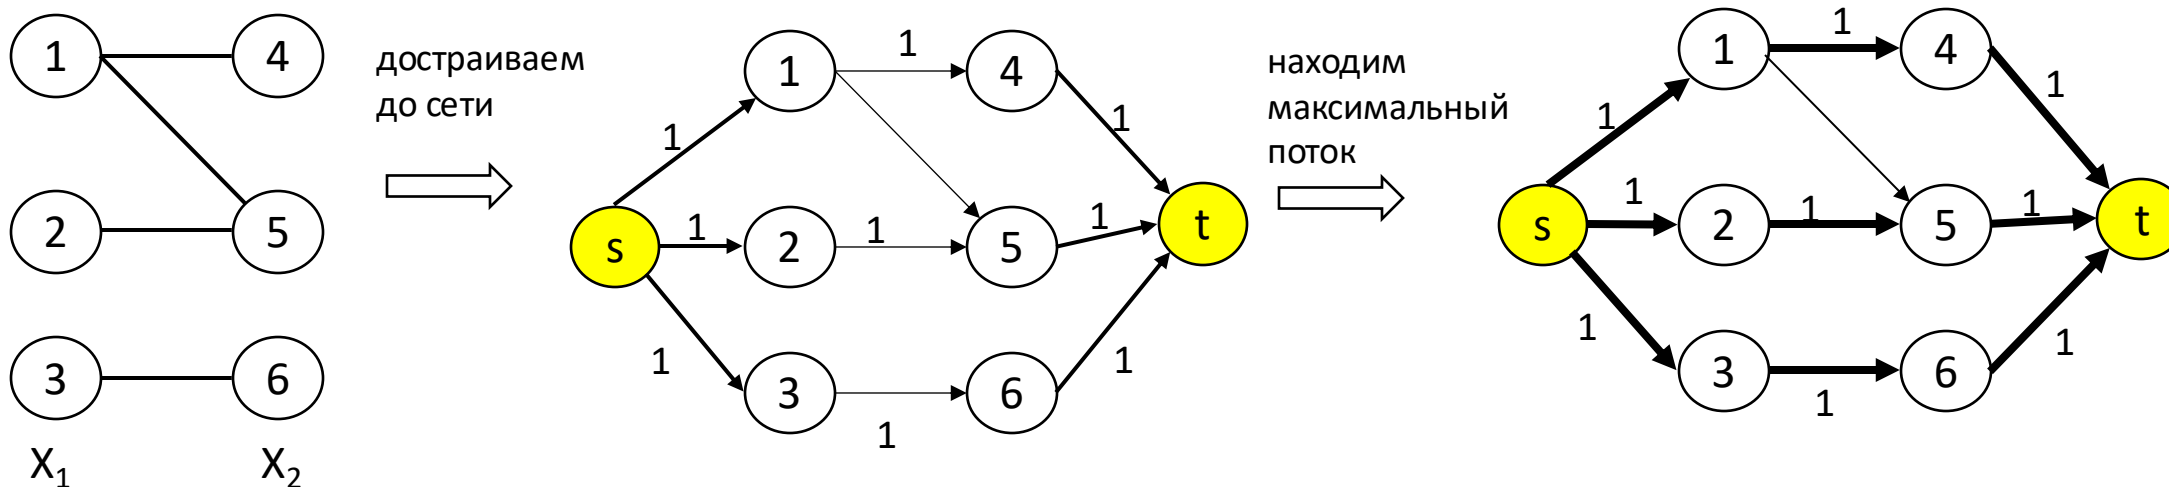 1 4
2 5
3 6
X₁ X₂
достраиваем
до сети
1 1 4
1 1
s 1 2 1 5 1 t
1 3 1 6 1
находим
максимальный
поток
1 1 4
1 1
s 1 2 1 5 1 t
1 3 1 6 1